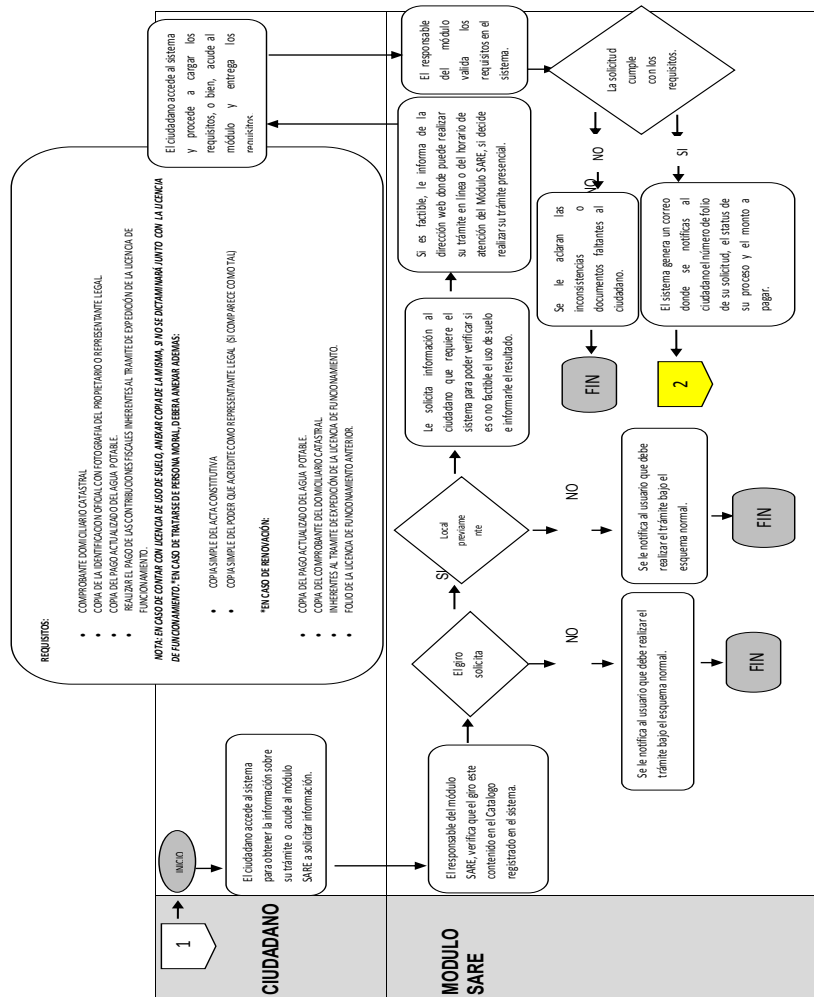 1
CIUDADANO
MODULO
SARE
INICIO
El ciudadano accede al sistema
para obtener la información sobre
su trámite o acude al módulo
SARE a solicitar información.
El responsable del módulo
SARE, verifica que el giro este
contenido en el Catalogo
registrado en el sistema.
El giro
solicita
NO
Se le notifica al usuario que debe realizar el
trámite bajo el esquema normal.
FIN
SI
Local
previame
nte
NO
Se le notifica al usuario que debe
realizar el trámite bajo el
esquema normal.
FIN
Le solicita información al
ciudadano que requiere el
sistema para poder verificar si
es o no factible el uso de suelo
e informarle el resultado.
Si es factible, le informa de la
dirección web donde puede realizar
su trámite en línea o del horario de
atención del Módulo SARE, si decide
realizar su trámite presencial.
REQUISITOS:
• COMPROBANTE DOMICILIARIO CATASTRAL
• COPIA DE LA IDENTIFICACION OFICIAL CON FOTOGRAFIA DEL PROPIETARIO O REPRESENTANTE LEGAL
• COPIA DEL PAGO ACTUALIZADO DEL AGUA POTABLE.
• REALIZAR EL PAGO DE LAS CONTRIBUCIONES FISCALES INHERENTES AL TRAMITE DE EXPEDICIÓN DE LA LICENCIA DE
FUNCIONAMIENTO.
NOTA: EN CASO DE CONTAR CON LICENCIA DE USO DE SUELO, ANEXAR COPIA DE LA MISMA, SI NO SE DICTAMINARÁ JUNTO CON LA LICENCIA
DE FUNCIONAMIENTO.*EN CASO DE TRATARSE DE PERSONA MORAL, DEBERA ANEXAR ADEMAS:
• COPIA SIMPLE DEL ACTA CONSTITUTIVA
• COPIA SIMPLE DEL PODER QUE ACREDITE COMO REPRESENTANTE LEGAL (SI COMPARECE COMO TAL)
*EN CASO DE RENOVACIÓN:
• COPIA DEL PAGO ACTUALIZADO DEL AGUA POTABLE.
• COPIA DEL COMPROBANTE DEL DOMICILIARIO CATASTRAL.
• INHERENTES AL TRAMITE DE EXPEDICIÓN DE LA LICENCIA DE FUNCIONAMIENTO.
• FOLIO DE LA LICENCIA DE FUNCIONAMIENTO ANTERIOR.
El ciudadano accede al sistema
y procede a cargar los
requisitos, o bien, acude al
módulo y entrega los
requisitos
El responsable
del módulo
valida los
requisitos en el
sistema.
La solicitud
cumple
con los
requisitos.
NO
NO
Se le aclaran las
inconsistencias o
documentos faltantes al
ciudadano.
FIN
SI
El sistema genera un correo
donde se notificas al
ciudadano el número de folio
de su solicitud, el status de
su proceso y el monto a
pagar.
2